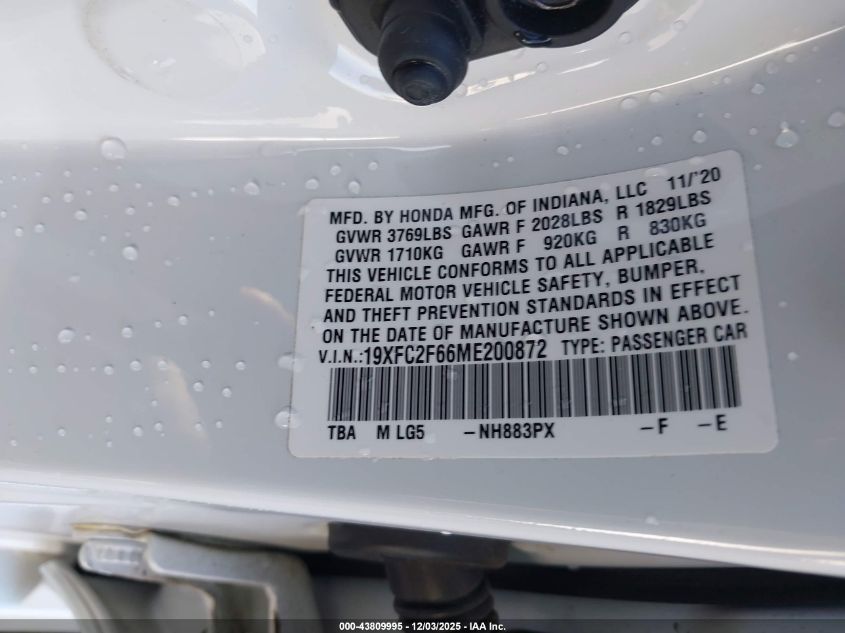 MFD. BY HONDA MFG. OF INDIANA, LLC 11/'20
GVWR 3769LBS GAWR F 2028LBS R 1829LBS
GVWR 1710KG GAWR F 920KG R 830KG
THIS VEHICLE CONFORMS TO ALL APPLICABLE
FEDERAL MOTOR VEHICLE SAFETY, BUMPER,
AND THEFT PREVENTION STANDARDS IN EFFECT
ON THE DATE OF MANUFACTURE SHOWN ABOVE.
V.I.N.:19XFC2F66ME200872 TYPE: PASSENGER CAR
TBA M LG5 -NH883PX -F -E
000-43809995 - 12/03/2025 - IAA Inc.